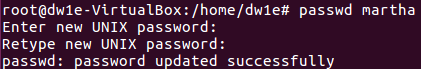 root@dw1e-VirtualBox:/home/dw1e# passwd martha
Enter new UNIX password:
Retype new UNIX password:
passwd: password updated successfully